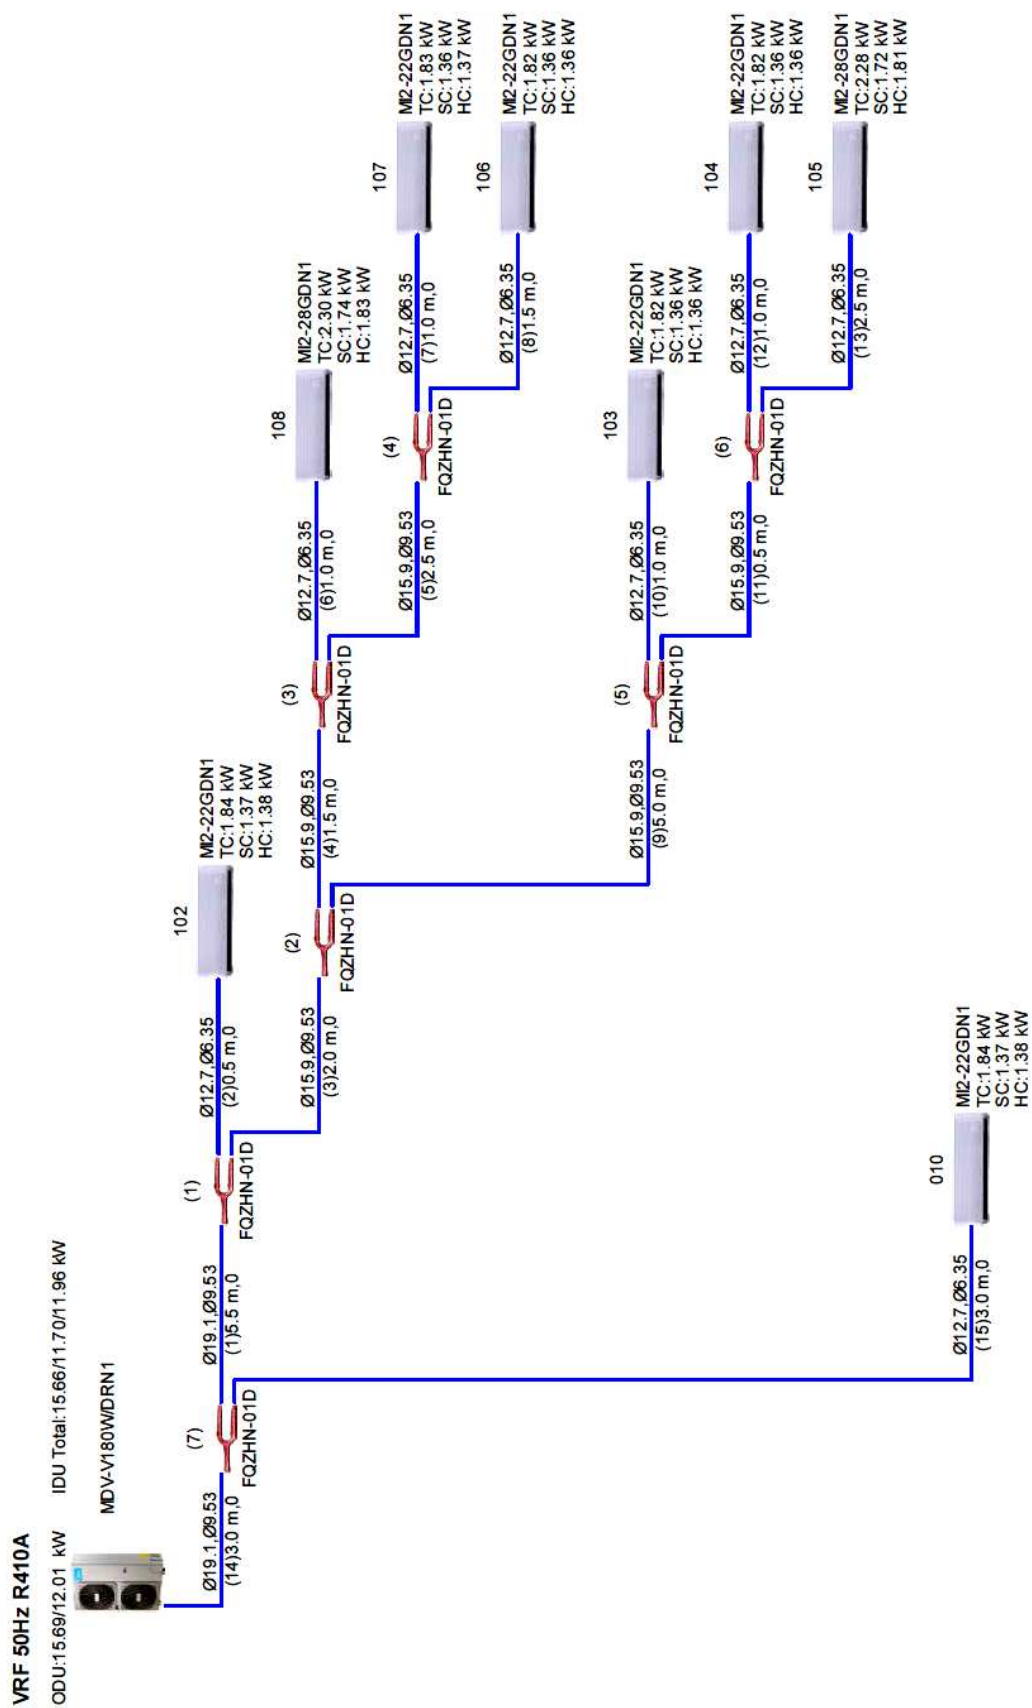 VRF 50Hz R410A
ODU:15.69/12.01 kW IDU Total:15.66/11.70/11.96 kW
MDV-V180W/DRN1
Ø19.1,Ø9.53
(14)3.0 m,0
(7)
FQZHN-01D
Ø19.1,Ø9.53
(1)5.5 m,0
(1)
FQZHN-01D
Ø12.7,Ø6.35
(2)0.5 m,0
102
MI2-22GDN1
TC:1.84 kW
SC:1.37 kW
HC:1.38 kW
Ø15.9,Ø9.53
(3)2.0 m,0
(2)
FQZHN-01D
Ø15.9,Ø9.53
(4)1.5 m,0
(3)
FQZHN-01D
Ø12.7,Ø6.35
(6)1.0 m,0
108
MI2-28GDN1
TC:2.30 kW
SC:1.74 kW
HC:1.83 kW
Ø15.9,Ø9.53
(5)2.5 m,0
(4)
FQZHN-01D
Ø12.7,Ø6.35
(7)1.0 m,0
107
MI2-22GDN1
TC:1.83 kW
SC:1.36 kW
HC:1.37 kW
Ø12.7,Ø6.35
(8)1.5 m,0
106
MI2-22GDN1
TC:1.82 kW
SC:1.36 kW
HC:1.36 kW
Ø15.9,Ø9.53
(9)5.0 m,0
(5)
FQZHN-01D
Ø12.7,Ø6.35
(10)1.0 m,0
103
MI2-22GDN1
TC:1.82 kW
SC:1.36 kW
HC:1.36 kW
Ø15.9,Ø9.53
(11)0.5 m,0
(6)
FQZHN-01D
Ø12.7,Ø6.35
(12)1.0 m,0
104
MI2-22GDN1
TC:1.82 kW
SC:1.36 kW
HC:1.36 kW
Ø12.7,Ø6.35
(13)2.5 m,0
105
MI2-28GDN1
TC:2.28 kW
SC:1.72 kW
HC:1.81 kW
Ø12.7,Ø6.35
(15)3.0 m,0
010
MI2-22GDN1
TC:1.84 kW
SC:1.37 kW
HC:1.38 kW